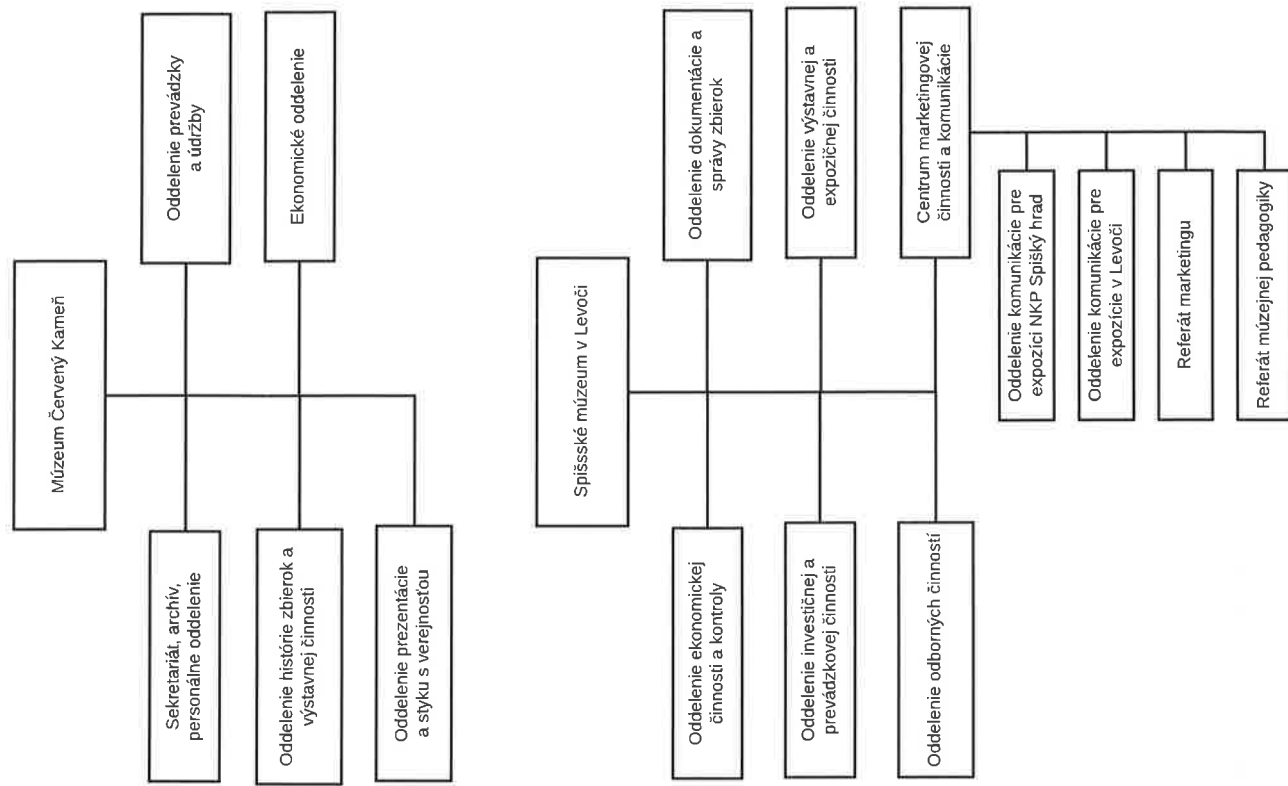 Múzeum Červený Kameň
Sekretariát, archív,
personálne oddelenie
Oddelenie prevádzky
a údržby
Oddelenie histórie zbierok a
výstavnej činnosti
Ekonomické oddelenie
Oddelenie prezentácie
a styku s verejnosťou
Spišsské múzeum v Levoči
Oddelenie ekonomickej
činnosti a kontroly
Oddelenie dokumentácie a
správy zbierok
Oddelenie investičnej a
prevádzkovej činnosti
Oddelenie výstavnej a
expozičnej činnosti
Oddelenie odborných činností
Centrum marketingovej
činnosti a komunikácie
Oddelenie komunikácie pre
expozíci NKP Spišký hrad
Oddelenie komunikácie pre
expozície v Levoči
Referát marketingu
Referát múzejnej pedagogiky